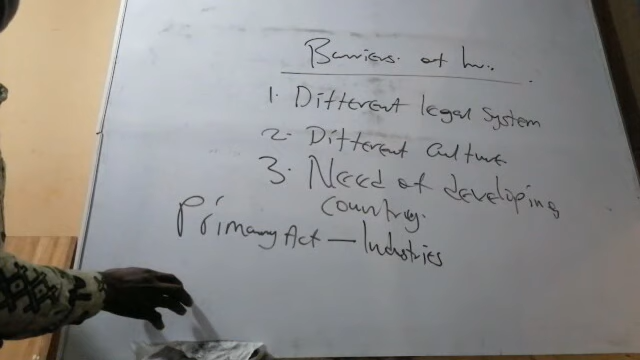 Barriers of
1. Different legal System
2. Different Culture
3. Need of developing
country.
Primary Act — Industries